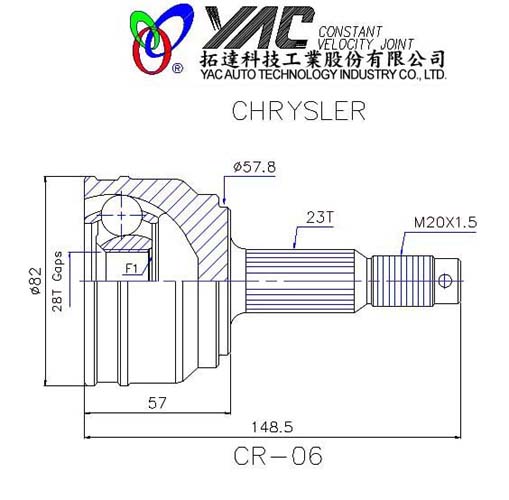 YAC CONSTANT
VELOCITY JOINT
®
拓達科技工業股份有限公司
YAC AUTO TECHNOLOGY INDUSTRY CO., LTD.
CHRYSLER
ø57.8
23T
M20X1.5
F1
ø82
28T Gaps
57
148.5
CR-06